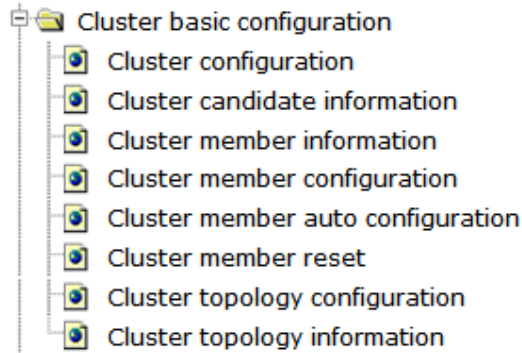 Cluster basic configuration
Cluster configuration
Cluster candidate information
Cluster member information
Cluster member configuration
Cluster member auto configuration
Cluster member reset
Cluster topology configuration
Cluster topology information